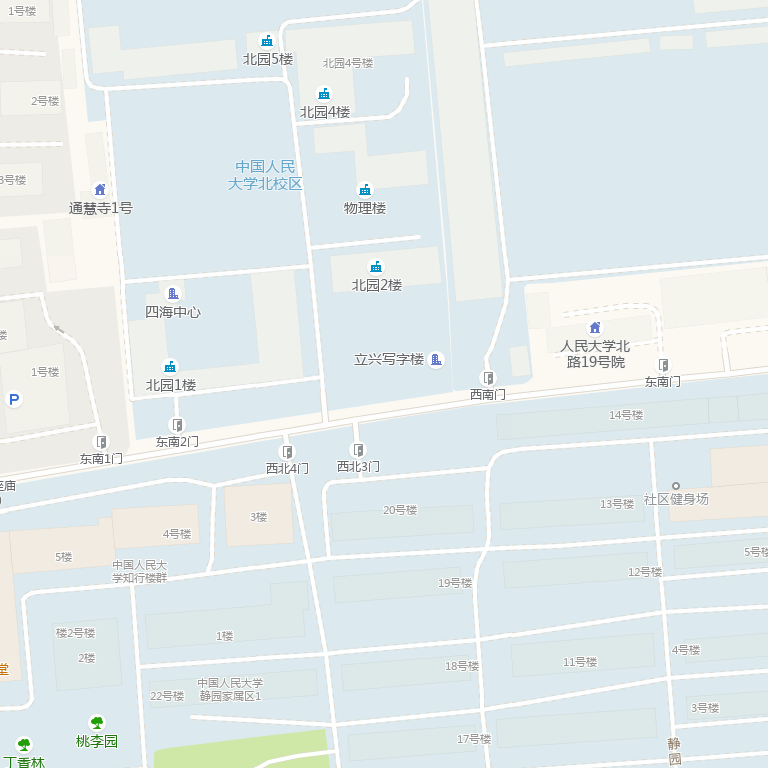 1号楼
北园5楼
北园4号楼
2号楼
北园4楼
中国人民
大学北校区
3号楼
通慧寺1号
物理楼
北园2楼
四海中心
楼
人民大学北
路19号院
立兴写字楼
1号楼
北园1楼
东南门
西南门
P
14号楼
东南2门
东南1门
西北4门
西北3门
庙
社区健身场
13号楼
20号楼
3楼
4号楼
5楼
5号楼
中国人民大
学知行楼群
12号楼
19号楼
楼2号楼
1楼
4号楼
2楼
11号楼
18号楼
堂
中国人民大学
静园家属区1
22号楼
3号楼
桃李园
17号楼
静
园
丁香林